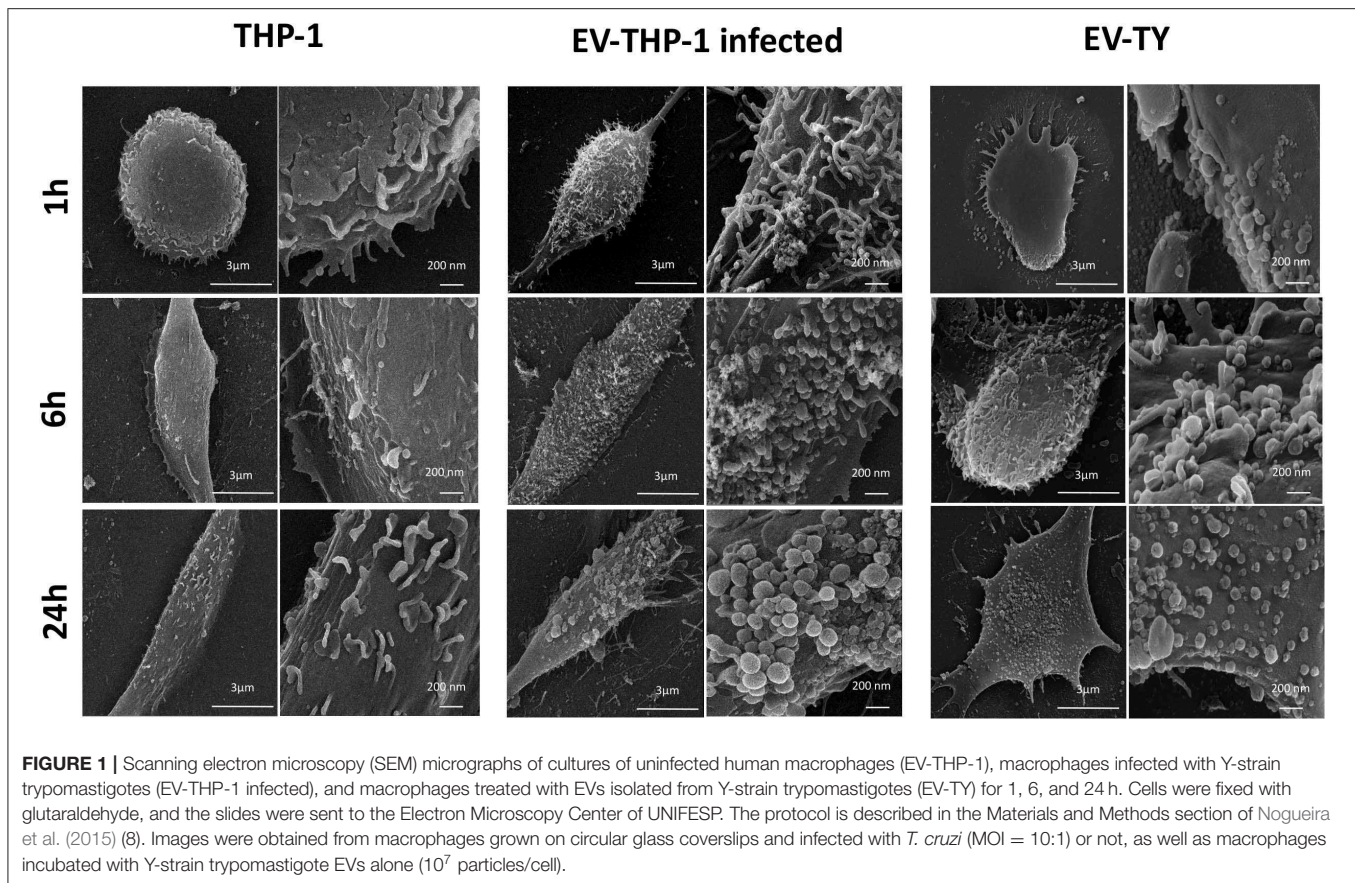 THP-1 EV-THP-1 infected EV-TY
1h
3µm 200 nm 3µm 200 nm 3µm 200 nm
6h
3µm 200 nm 3µm 200 nm 3µm 200 nm
24h
3µm 200 nm 3µm 200 nm 3µm 200 nm
FIGURE 1 | Scanning electron microscopy (SEM) micrographs of cultures of uninfected human macrophages (EV-THP-1), macrophages infected with Y-strain
trypomastigotes (EV-THP-1 infected), and macrophages treated with EVs isolated from Y-strain trypomastigotes (EV-TY) for 1, 6, and 24 h. Cells were fixed with
glutaraldehyde, and the slides were sent to the Electron Microscopy Center of UNIFESP. The protocol is described in the Materials and Methods section of Nogueira
et al. (2015) (8). Images were obtained from macrophages grown on circular glass coverslips and infected with T. cruzi (MOI = 10:1) or not, as well as macrophages
incubated with Y-strain trypomastigote EVs alone (10⁷ particles/cell).